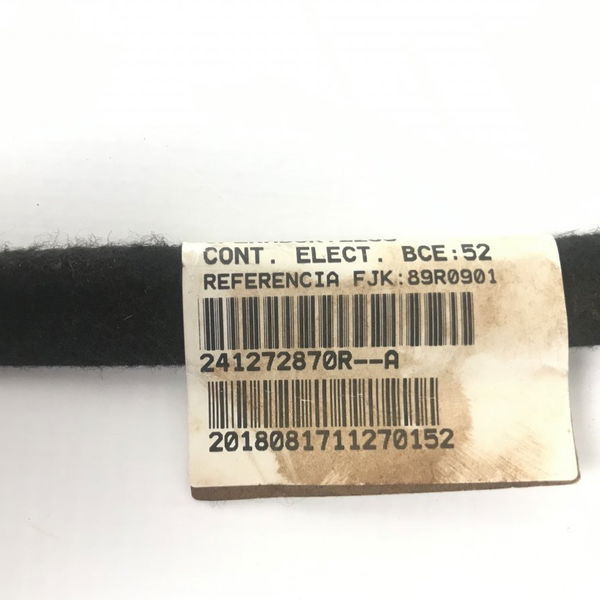 CONT. ELECT. BCE:52
REFERENCIA FJK:89R0901
241272870R--A
2018081711270152